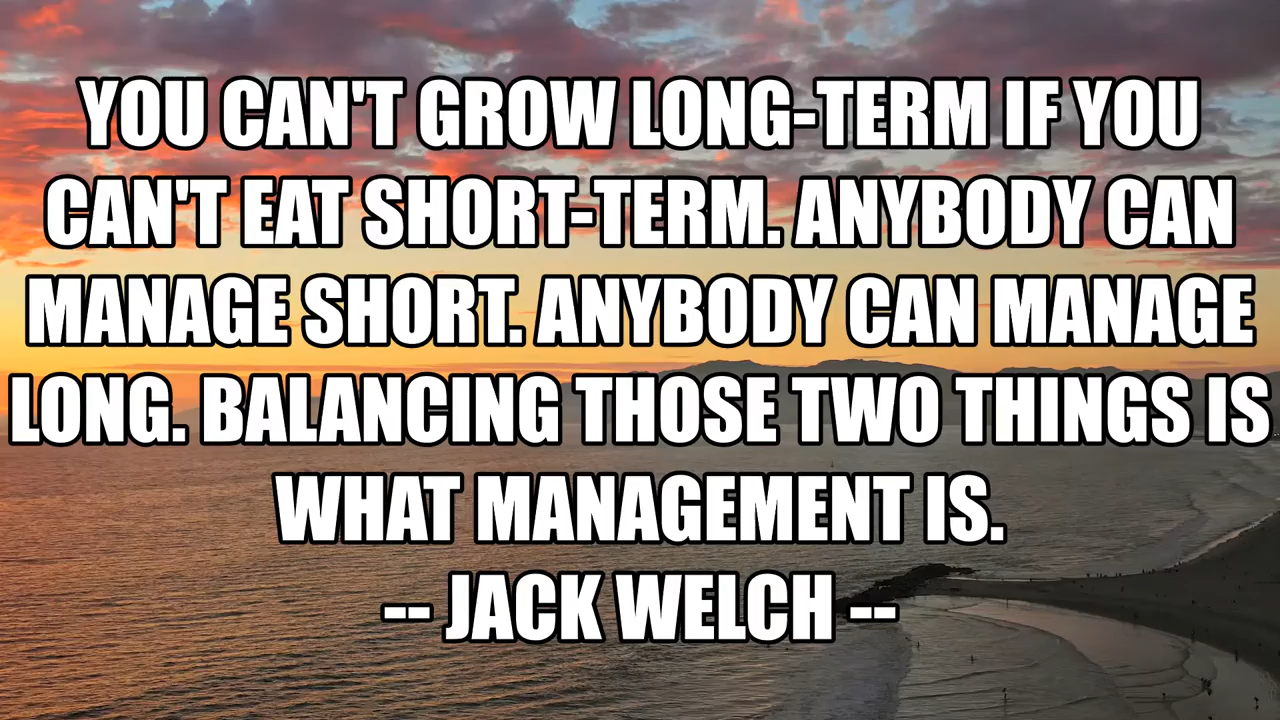 YOU CAN'T GROW LONG-TERM IF YOU
CAN'T EAT SHORT-TERM. ANYBODY CAN
MANAGE SHORT. ANYBODY CAN MANAGE
LONG. BALANCING THOSE TWO THINGS IS
WHAT MANAGEMENT IS.
-- JACK WELCH --